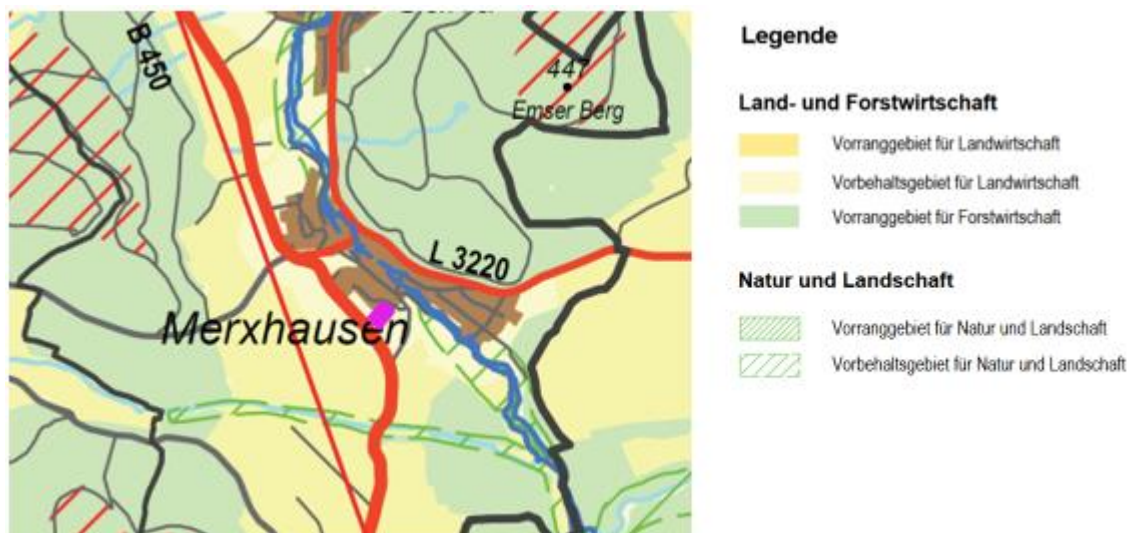 B 450
447
Emser Berg
L 3220
Merxhausen
Legende
Land- und Forstwirtschaft
Vorranggebiet für Landwirtschaft
Vorbehaltsgebiet für Landwirtschaft
Vorranggebiet für Forstwirtschaft
Natur und Landschaft
Vorranggebiet für Natur und Landschaft
Vorbehaltsgebiet für Natur und Landschaft